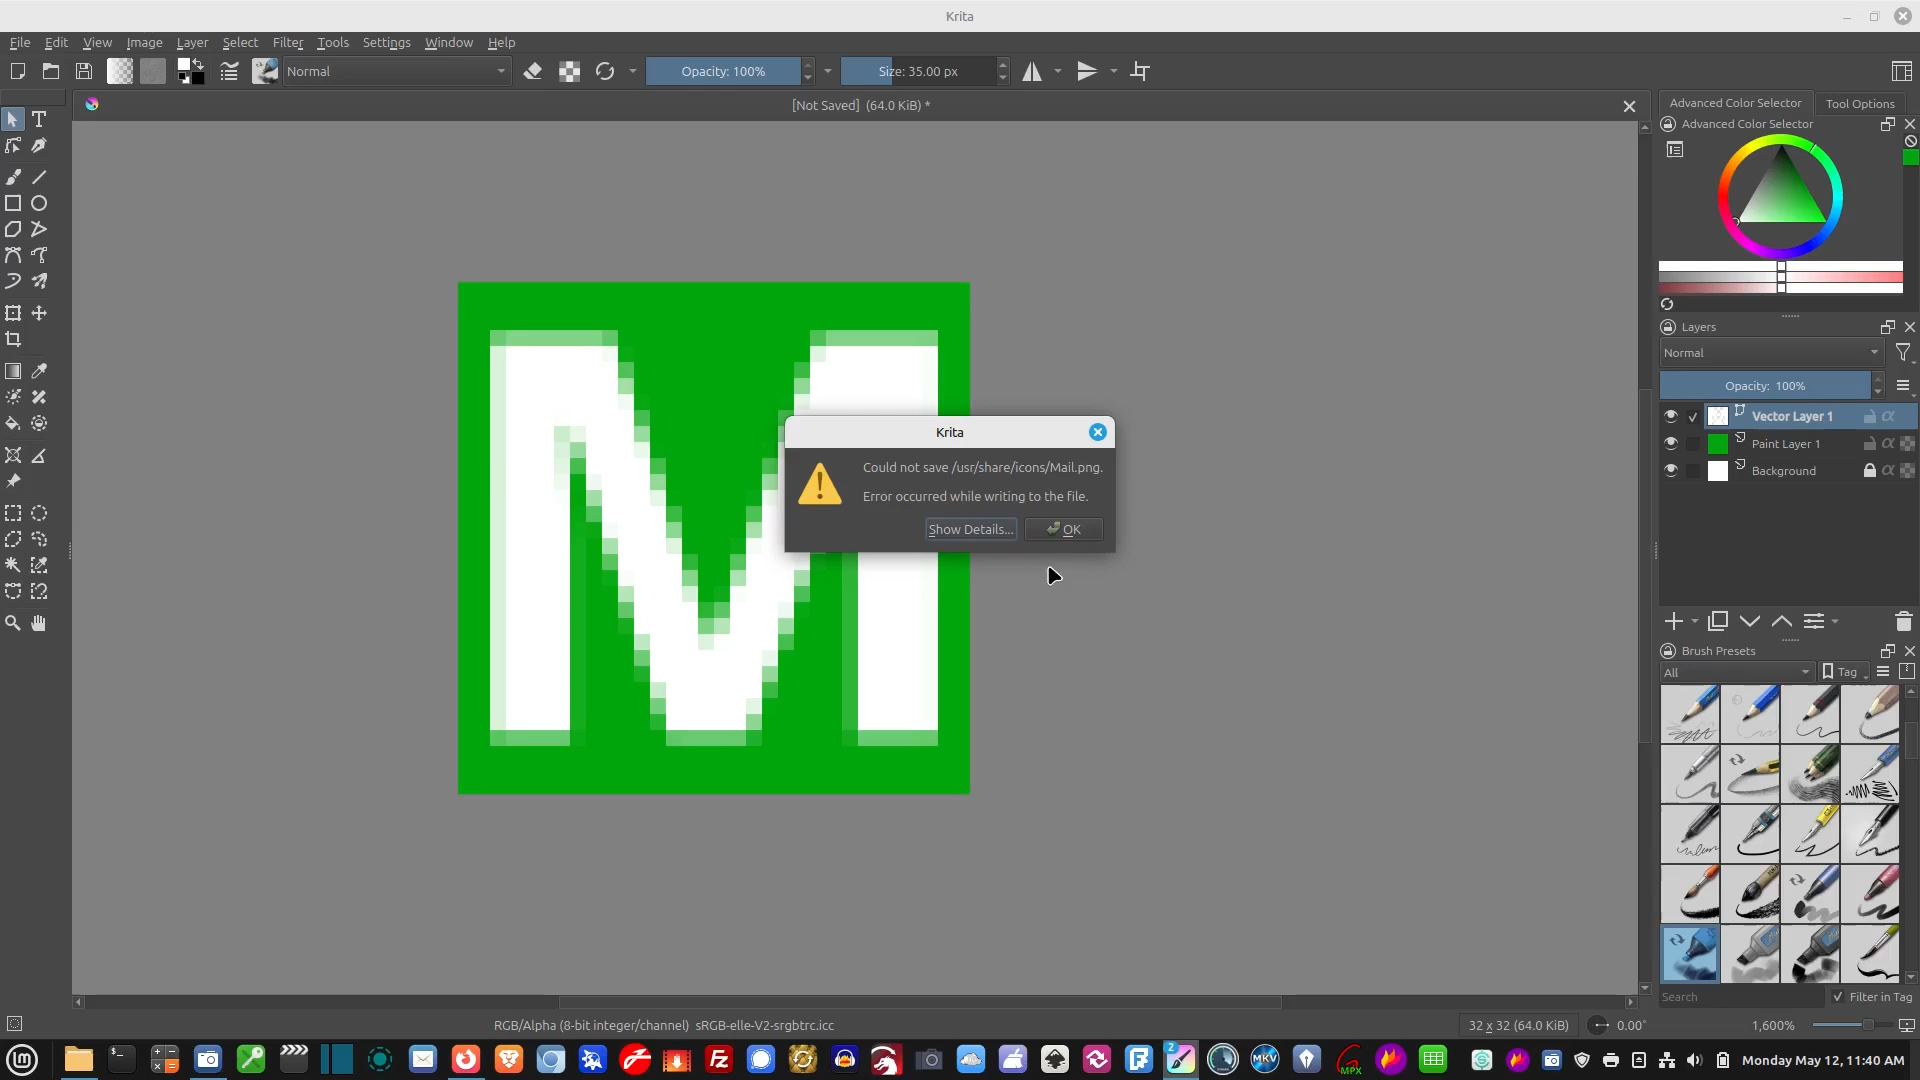 Krita
File Edit View Image Layer Select Filter Tools Settings Window Help
Normal
Opacity: 100%
Size: 35.00 px
[Not Saved]  (64.0 KiB) *
Advanced Color Selector
Tool Options
Advanced Color Selector
Layers
Normal
Opacity: 100%
Vector Layer 1
Paint Layer 1
Background
M
Krita
Could not save /usr/share/icons/Mail.png.
Error occurred while writing to the file.
Show Details...
OK
Brush Presets
All
Tag
Search
Filter in Tag
RGB/Alpha (8-bit integer/channel)  sRGB-elle-V2-srgbtrc.icc
32 x 32 (64.0 KiB)
0.00°
1,600%
Fz
2
MKV
MPX
Monday May 12, 11:40 AM